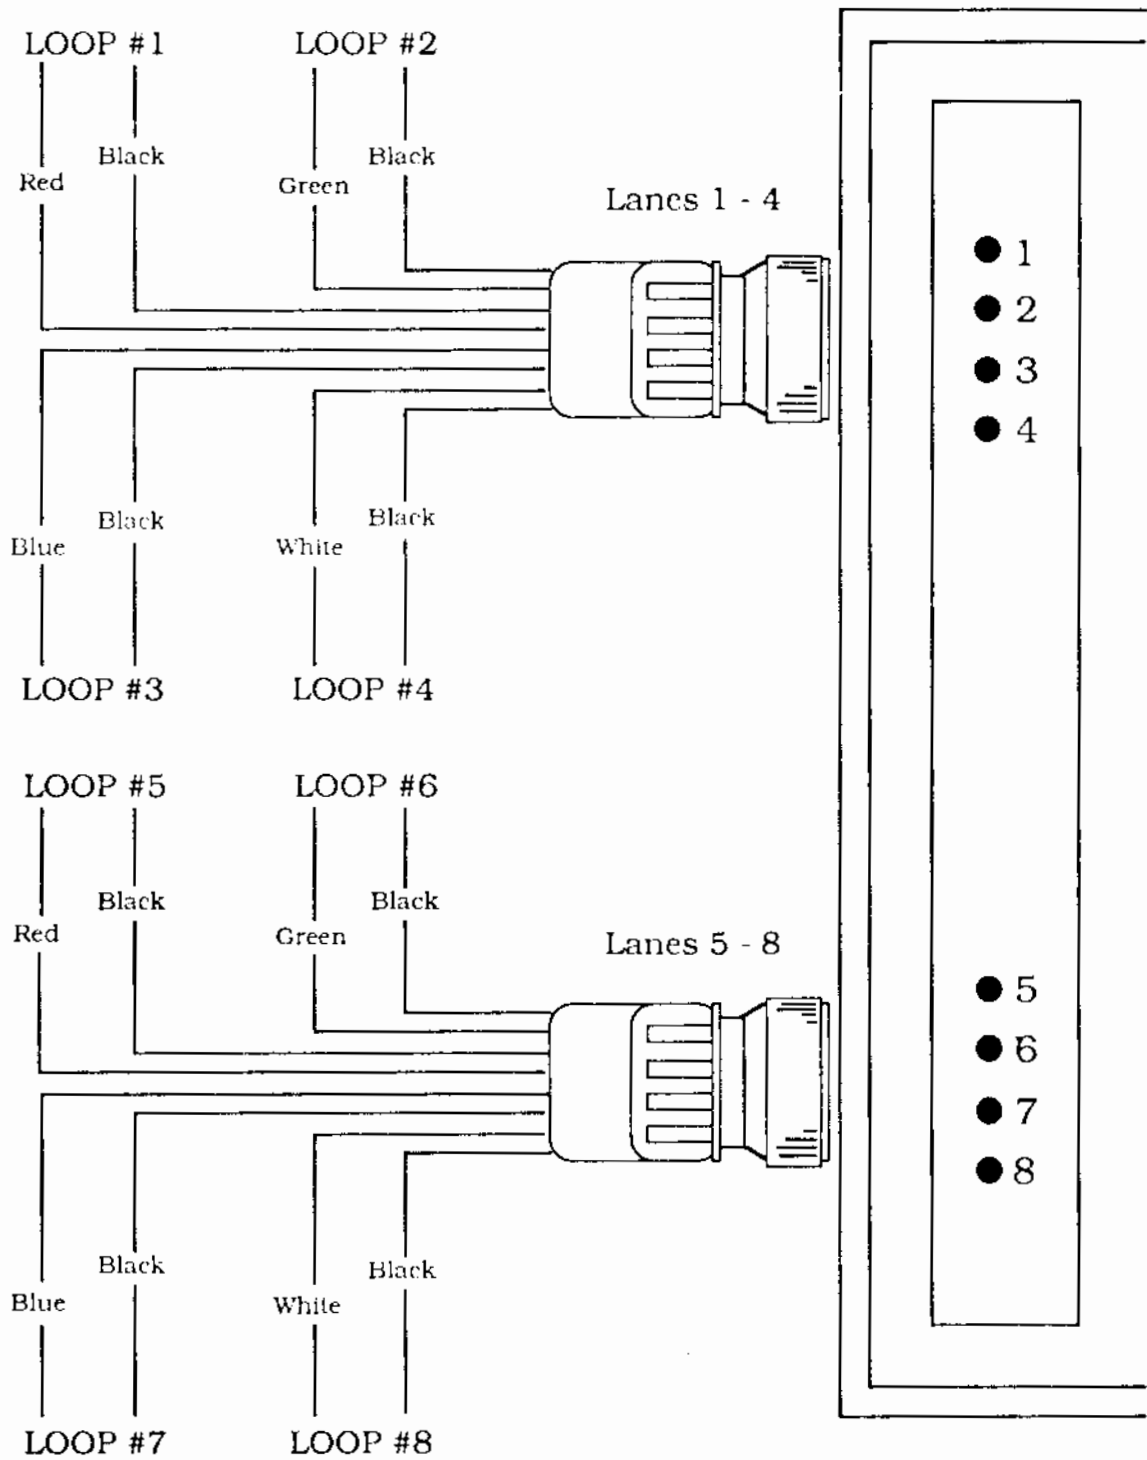 LOOP #1
LOOP #2
Black
Black
Red
Green
Lanes 1 - 4
1
2
3
4
Black
Black
Blue
White
LOOP #3
LOOP #4
LOOP #5
LOOP #6
Black
Black
Red
Green
Lanes 5 - 8
5
6
7
8
Black
Black
Blue
White
LOOP #7
LOOP #8